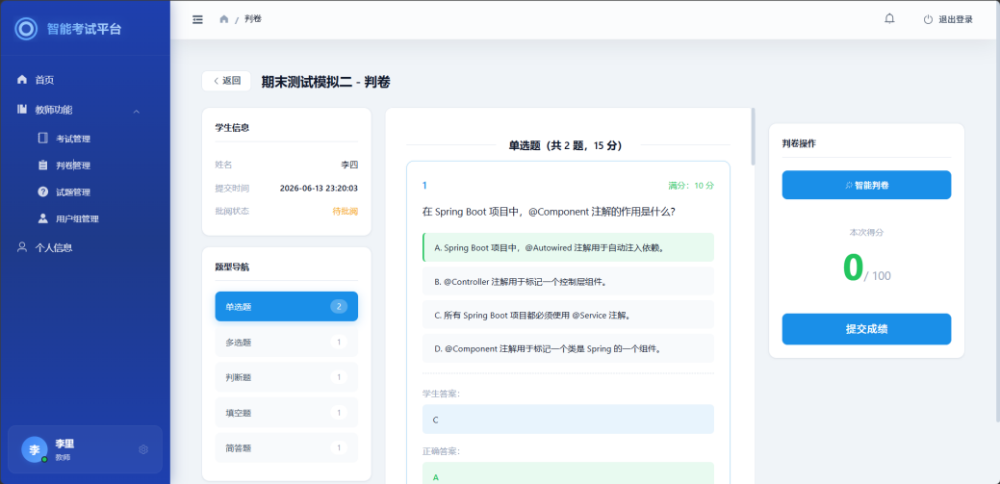 智能考试平台
首页
教师功能
考试管理
判卷管理
试题管理
用户组管理
个人信息
李
李里
教师
/ 判卷
退出登录
返回
期末测试模拟二 - 判卷
学生信息
姓名 李四
提交时间 2026-06-13 23:20:03
批阅状态 待批阅
题型导航
单选题 2
多选题 1
判断题 1
填空题 1
简答题 1
单选题（共 2 题，15 分）
1 满分：10 分
在 Spring Boot 项目中，@Component 注解的作用是什么?
A. Spring Boot 项目中，@Autowired 注解用于自动注入依赖。
B. @Controller 注解用于标记一个控制层组件。
C. 所有 Spring Boot 项目都必须使用 @Service 注解。
D. @Component 注解用于标记一个类是 Spring 的一个组件。
学生答案：
C
正确答案：
A
判卷操作
智能判卷
本次得分
0 / 100
提交成绩